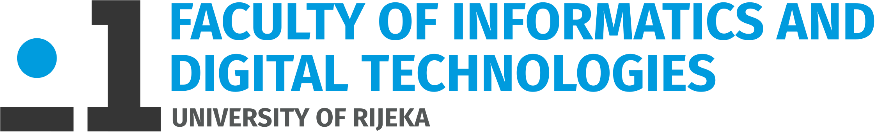 FACULTY OF INFORMATICS AND
DIGITAL TECHNOLOGIES
UNIVERSITY OF RIJEKA